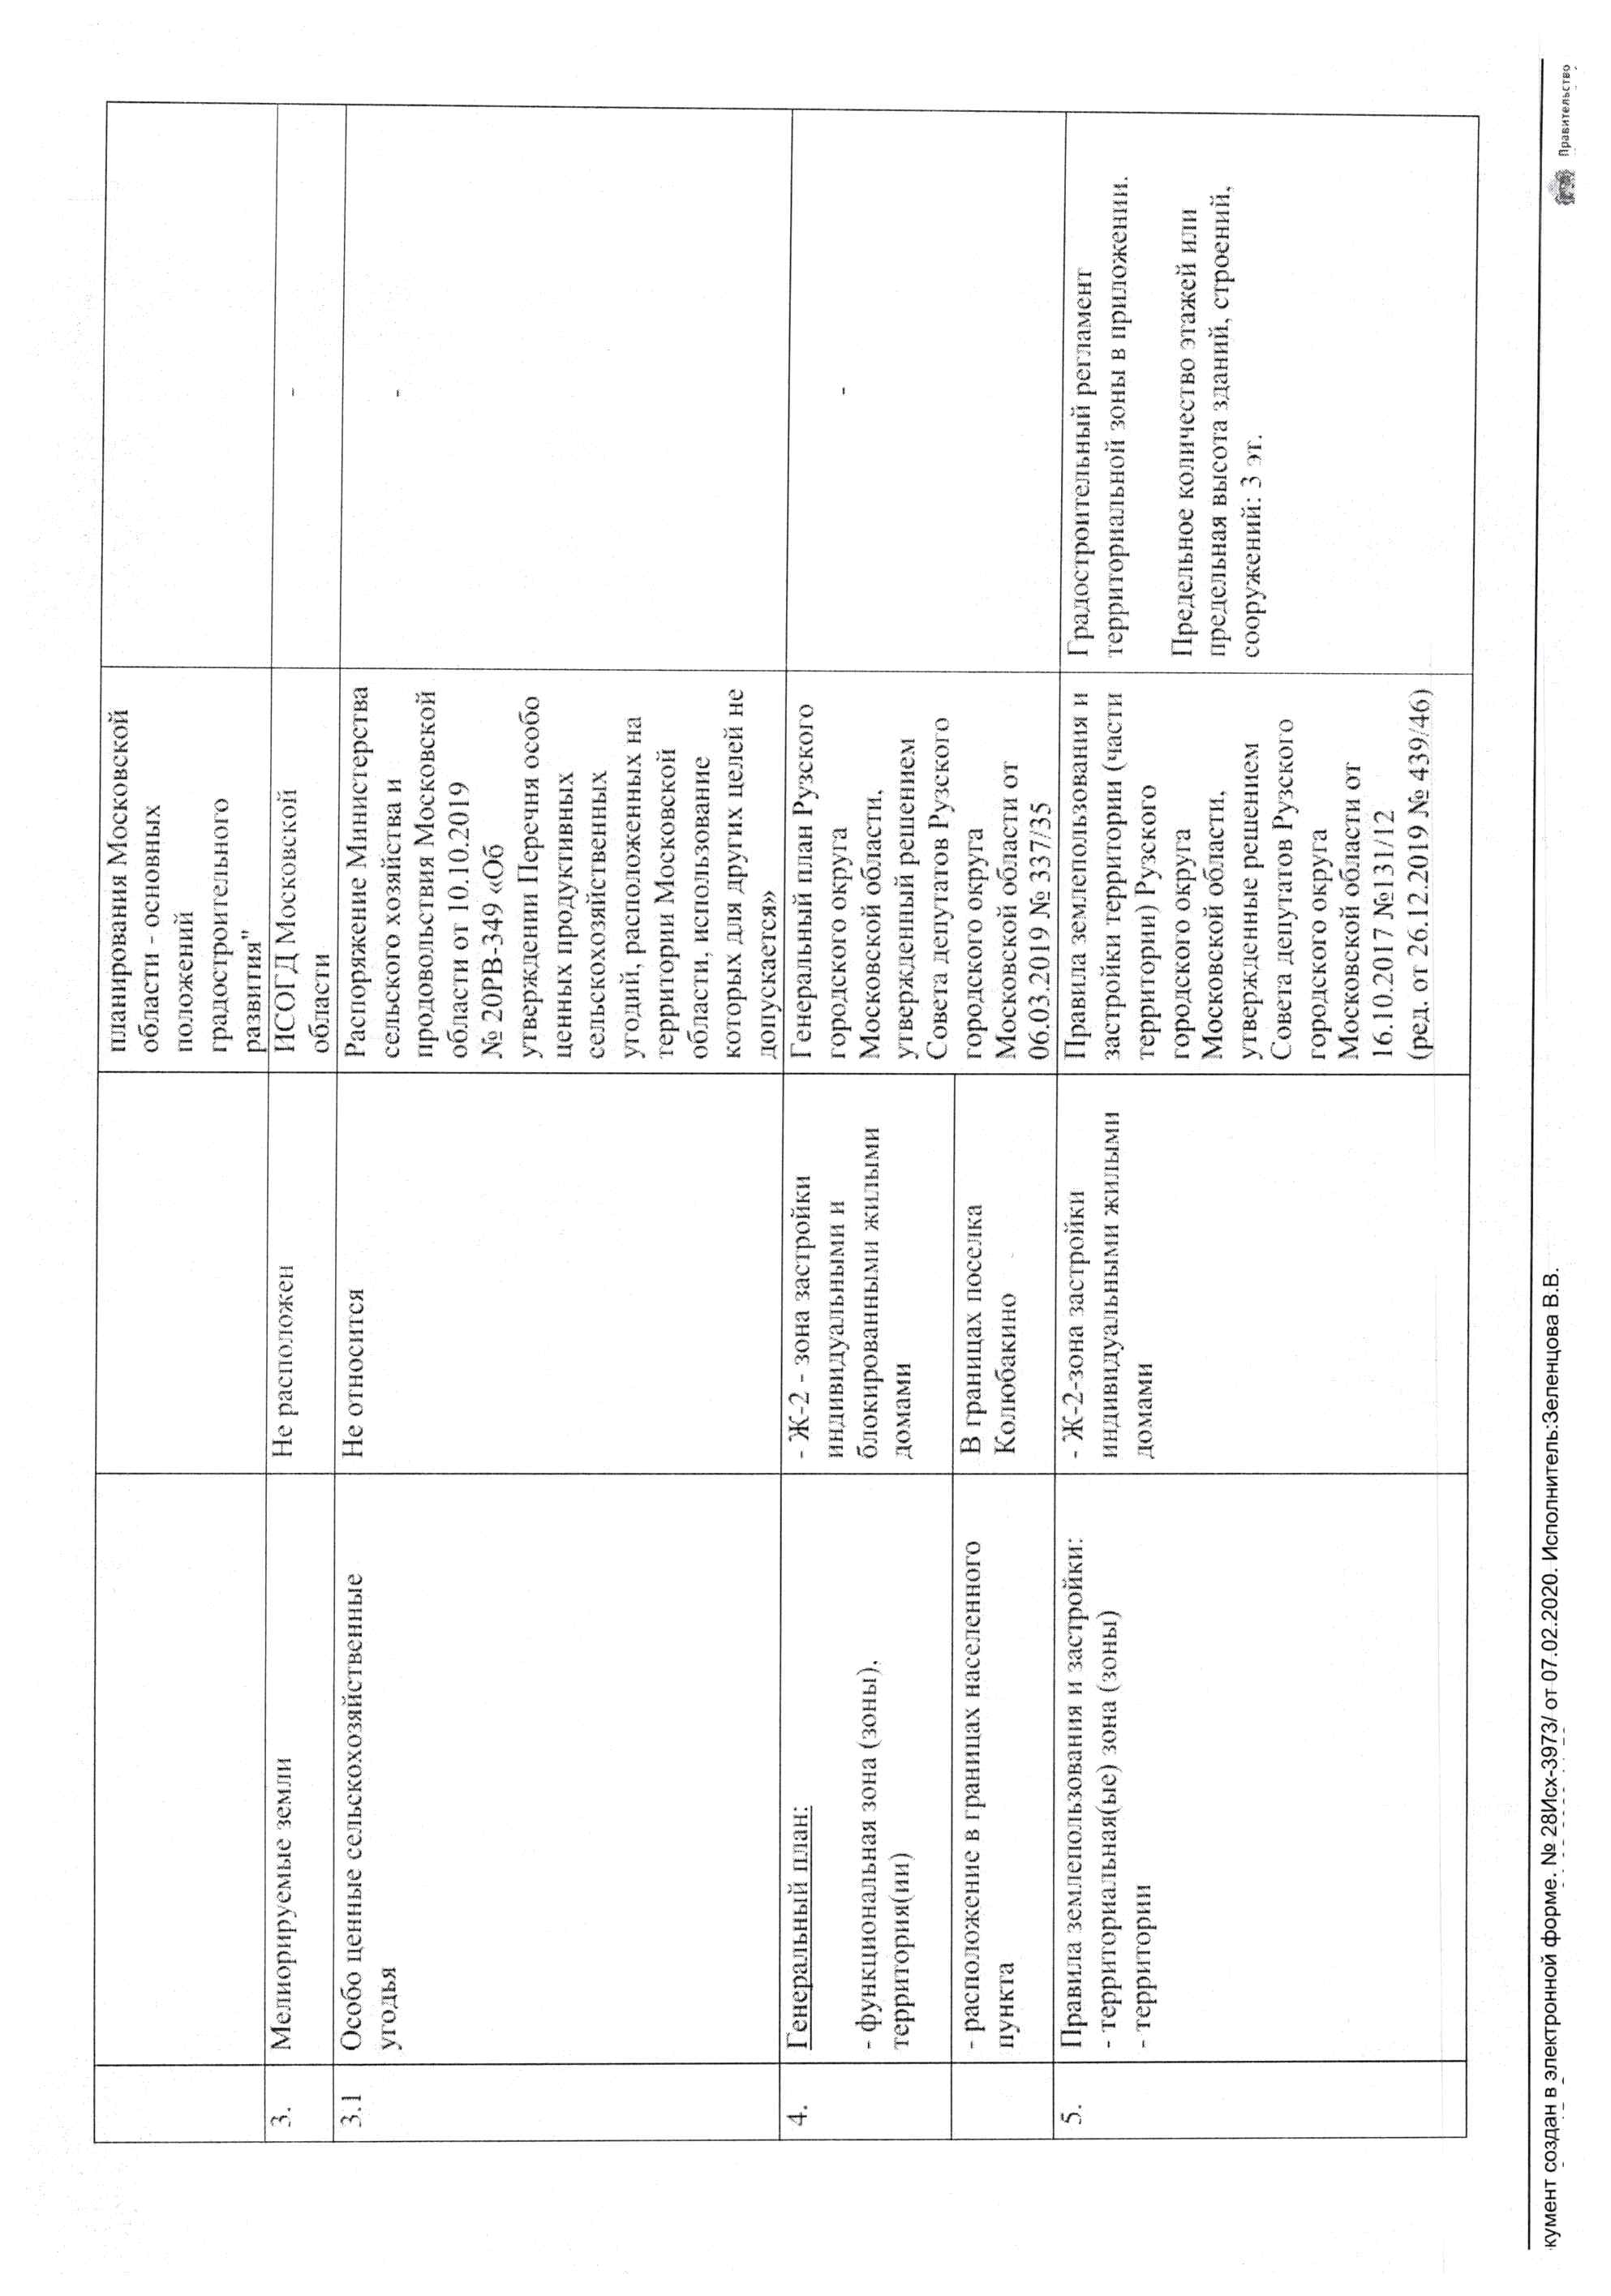 планирования Московской
области - основных
положений
градостроительного
развития"
3.
Мелиорируемые земли
Не расположен
ИСОГД Московской
области
-
3.1
Особо ценные сельскохозяйственные
угодья
Не относится
Распоряжение Министерства
сельского хозяйства и
продовольствия Московской
области от 10.10.2019
№ 20РВ-349 «Об
утверждении Перечня особо
ценных продуктивных
сельскохозяйственных
угодий, расположенных на
территории Московской
области, использование
которых для других целей не
допускается»
-
4.
Генеральный план:
- функциональная зона (зоны),
территория(ии)
- Ж-2 - зона застройки
индивидуальными и
блокированными жилыми
домами
Генеральный план Рузского
городского округа
Московской области,
утвержденный решением
Совета депутатов Рузского
городского округа
Московской области от
06.03.2019 № 337/35
-
- расположение в границах населенного
пункта
В границах поселка
Колюбакино
5.
Правила землепользования и застройки:
- территориальная(ые) зона (зоны)
- территории
- Ж-2-зона застройки
индивидуальными жилыми
домами
Правила землепользования и
застройки территории (части
территории) Рузского
городского округа
Московской области,
утвержденные решением
Совета депутатов Рузского
городского округа
Московской области от
16.10.2017 №131/12
(ред. от 26.12.2019 № 439/46)
Градостроительный регламент
территориальной зоны в приложении.
Предельное количество этажей или
предельная высота зданий, строений,
сооружений: 3 эт.
кумент создан в электронной форме. № 28Исх-3973/ от 07.02.2020. Исполнитель:Зеленцова В.В.
Правительство